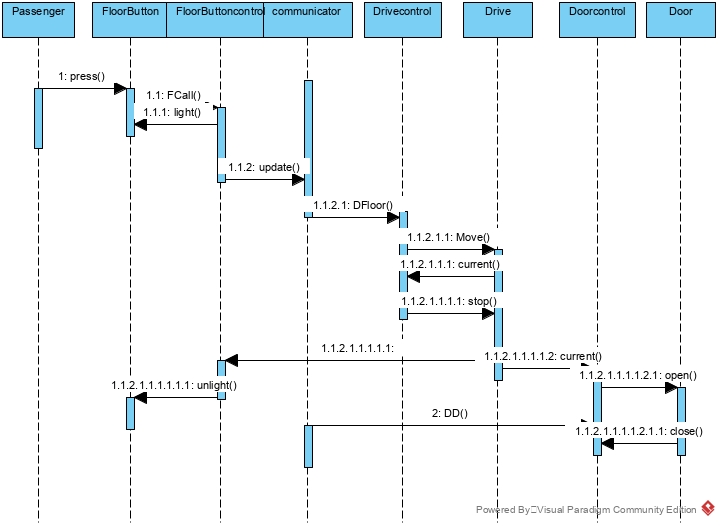 Passenger
FloorButton
FloorButtoncontrol
communicator
Drivecontrol
Drive
Doorcontrol
Door
1: press()
1.1: FCall()
1.1.1: light()
1.1.2: update()
1.1.2.1: DFloor()
1.1.2.1.1: Move()
1.1.2.1.1.1: current()
1.1.2.1.1.1.1: stop()
1.1.2.1.1.1.1.1:
1.1.2.1.1.1.1.2: current()
1.1.2.1.1.1.1.2.1: open()
1.1.2.1.1.1.1.1.1: unlight()
2: DD()
1.1.2.1.1.1.1.2.1.1: close()
Powered By Visual Paradigm Community Edition